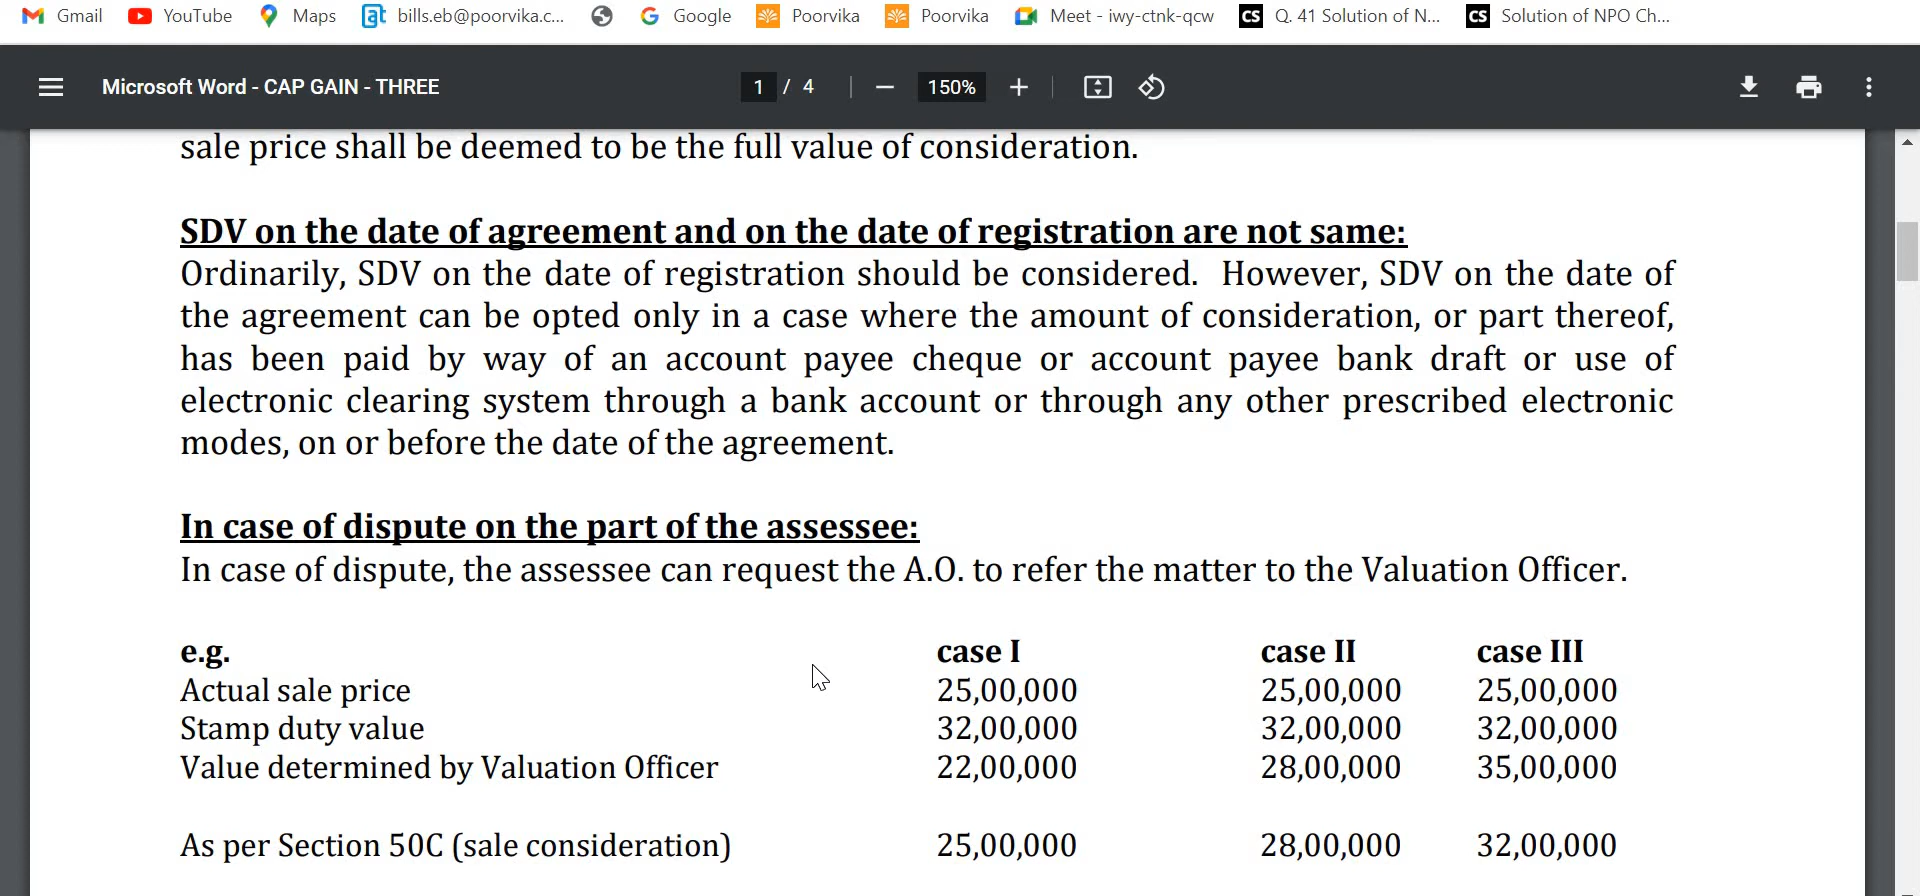 Gmail YouTube Maps bills.eb@poorvika.c... Google Poorvika Poorvika Meet - iwy-ctnk-qcw CS Q. 41 Solution of N... CS Solution of NPO Ch...
Microsoft Word - CAP GAIN - THREE 1 / 4 150%
sale price shall be deemed to be the full value of consideration.
SDV on the date of agreement and on the date of registration are not same:
Ordinarily, SDV on the date of registration should be considered. However, SDV on the date of
the agreement can be opted only in a case where the amount of consideration, or part thereof,
has been paid by way of an account payee cheque or account payee bank draft or use of
electronic clearing system through a bank account or through any other prescribed electronic
modes, on or before the date of the agreement.
In case of dispute on the part of the assessee:
In case of dispute, the assessee can request the A.O. to refer the matter to the Valuation Officer.
e.g. case I case II case III
Actual sale price 25,00,000 25,00,000 25,00,000
Stamp duty value 32,00,000 32,00,000 32,00,000
Value determined by Valuation Officer 22,00,000 28,00,000 35,00,000
As per Section 50C (sale consideration) 25,00,000 28,00,000 32,00,000